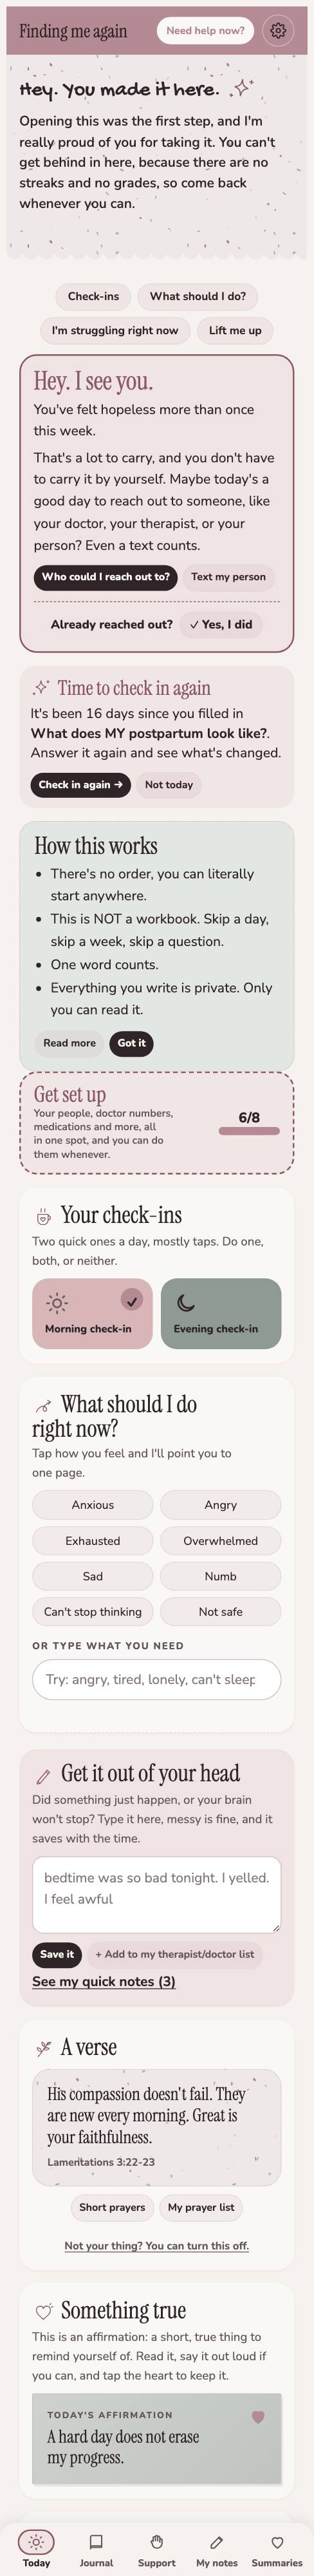 Finding me again
Need help now?
Hey. You made it here.
Opening this was the first step, and I'm
really proud of you for taking it. You can't
get behind in here, because there are no
streaks and no grades, so come back
whenever you can.
Check-ins
What should I do?
I'm struggling right now
Lift me up
Hey. I see you.
You've felt hopeless more than once
this week.
That's a lot to carry, and you don't have
to carry it by yourself. Maybe today's a
good day to reach out to someone, like
your doctor, your therapist, or your
person? Even a text counts.
Who could I reach out to?
Text my person
Already reached out?
✓ Yes, I did
Time to check in again
It's been 16 days since you filled in
What does MY postpartum look like?.
Answer it again and see what's changed.
Check in again →
Not today
How this works
• There's no order, you can literally
start anywhere.
• This is NOT a workbook. Skip a day,
skip a week, skip a question.
• One word counts.
• Everything you write is private. Only
you can read it.
Read more
Got it
Get set up
Your people, doctor numbers,
medications and more, all
in one spot, and you can do
them whenever.
6/8
Your check-ins
Two quick ones a day, mostly taps. Do one,
both, or neither.
Morning check-in
Evening check-in
What should I do
right now?
Tap how you feel and I'll point you to
one page.
Anxious
Angry
Exhausted
Overwhelmed
Sad
Numb
Can't stop thinking
Not safe
OR TYPE WHAT YOU NEED
Try: angry, tired, lonely, can't sleep
Get it out of your head
Did something just happen, or your brain
won't stop? Type it here, messy is fine, and it
saves with the time.
bedtime was so bad tonight. I yelled.
I feel awful
Save it
+ Add to my therapist/doctor list
See my quick notes (3)
A verse
His compassion doesn't fail. They
are new every morning. Great is
your faithfulness.
Lamentations 3:22-23
Short prayers
My prayer list
Not your thing? You can turn this off.
Something true
This is an affirmation: a short, true thing to
remind yourself of. Read it, say it out loud if
you can, and tap the heart to keep it.
TODAY'S AFFIRMATION
A hard day does not erase
my progress.
Today
Journal
Support
My notes
Summaries